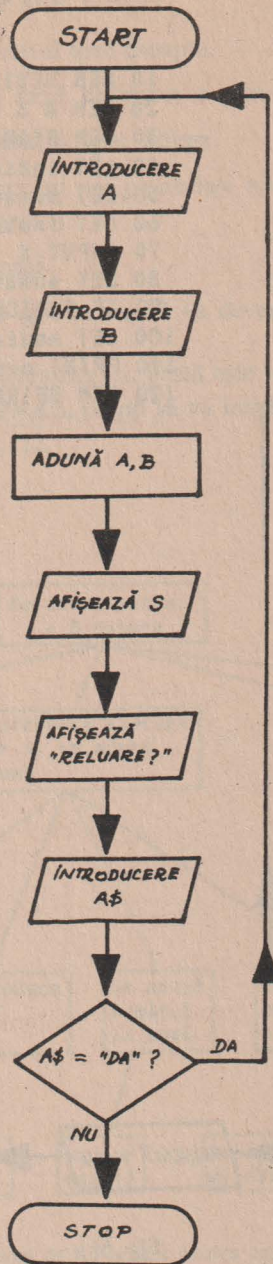 START
INTRODUCERE
A
INTRODUCERE
B
ADUNĂ A,B
AFIŞEAZĂ S
AFIŞEAZĂ
"RELUARE?"
INTRODUCERE
A$
A$ = "DA" ?
DA
NU
STOP